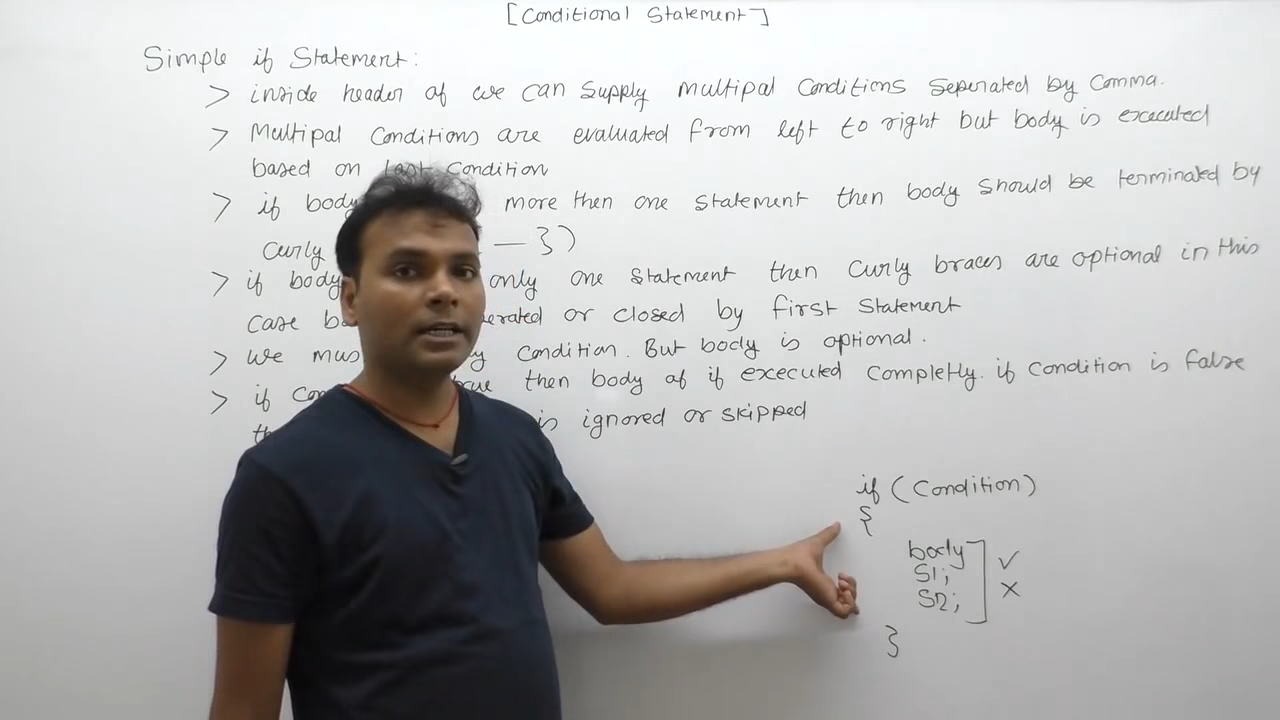 [Conditional Statement]
Simple if Statement:
> inside header of we can supply multipal conditions seperated by comma.
> Multipal conditions are evaluated from left to right but body is executed
based on last condition
> if body more then one statement then body should be terminated by
curly — })
> if body only one statement then curly braces are optional in this
case or closed by first statement
> we condition. But body is optional.
> if then body of if executed completly. if condition is false
is ignored or skipped
if (Condition)
{
body ✓
S1; ×
S2;
}